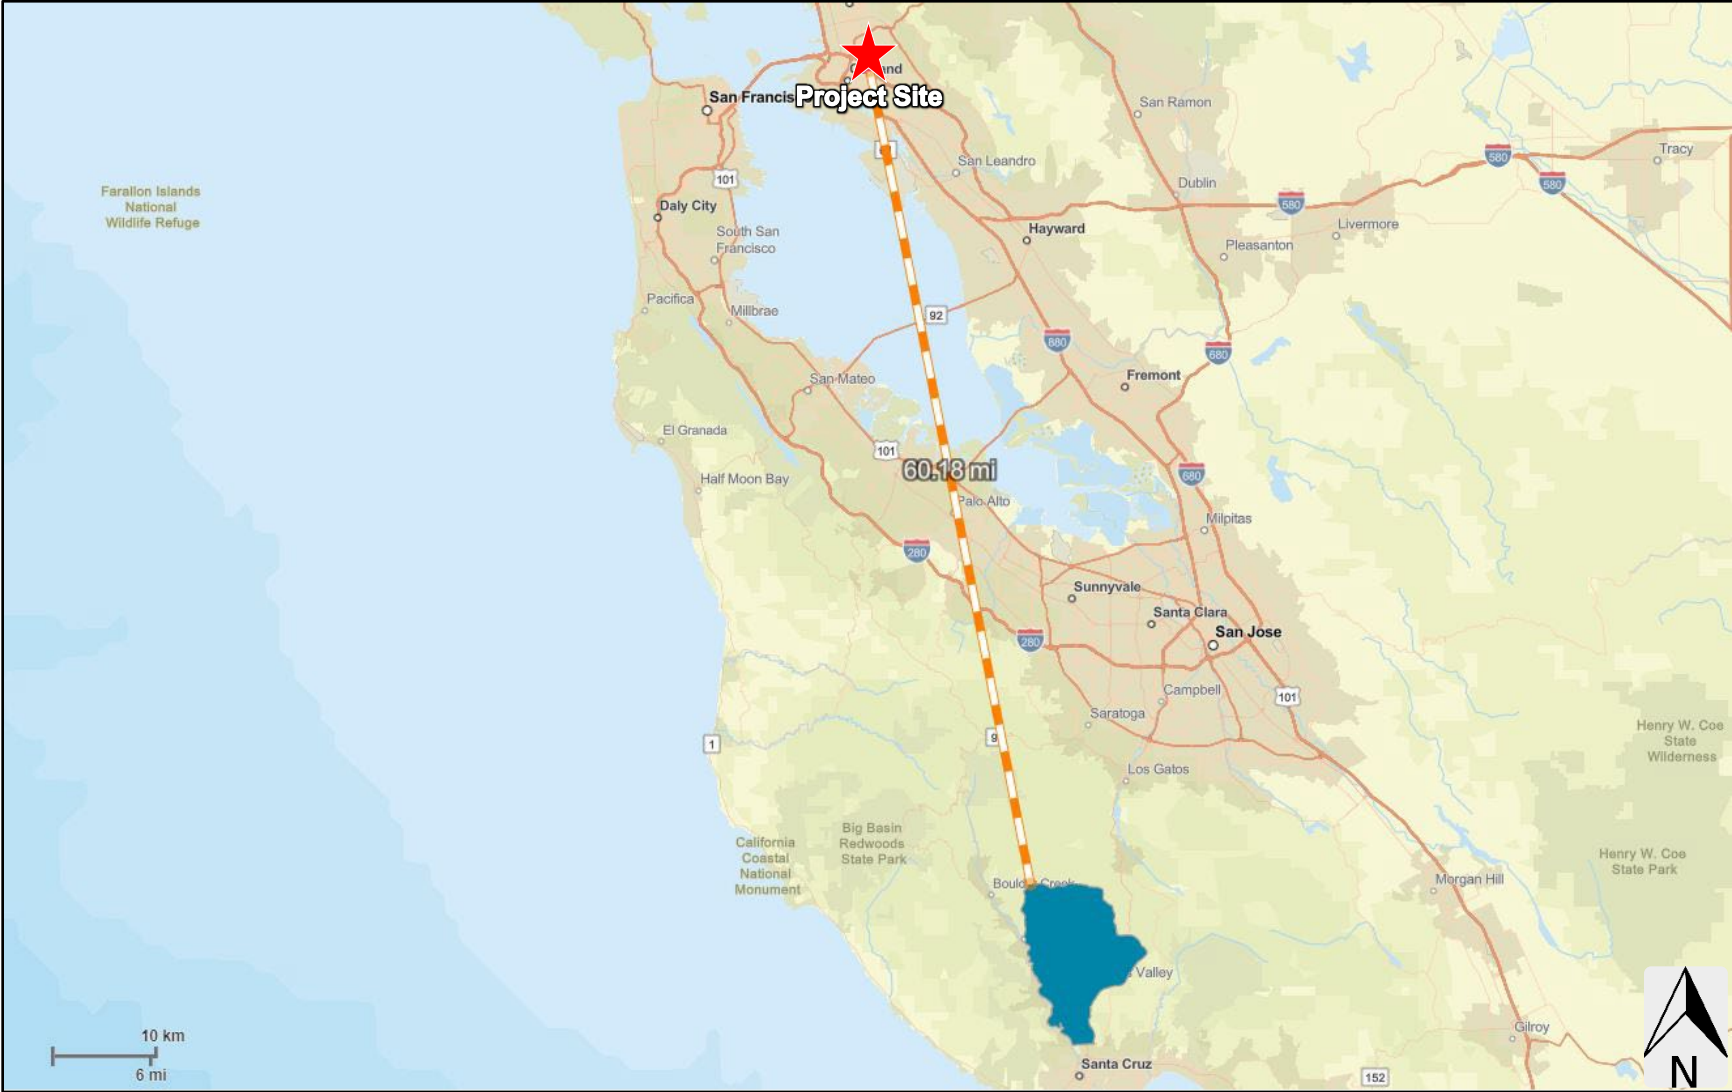 San Francis
Project Site
San Ramon
Tracy
580
San Leandro
580
101
Dublin
Farallon Islands
National
Wildlife Refuge
Daly City
580
Livermore
Hayward
South San
Francisco
Pleasanton
Pacifica
Millbrae
92
680
680
San Mateo
Fremont
El Granada
101
60.18 mi
680
Half Moon Bay
Palo Alto
Milpitas
280
Sunnyvale
Santa Clara
San Jose
280
Campbell
101
Saratoga
Henry W. Coe
State
Wilderness
1
9
Los Gatos
Big Basin
Redwoods
State Park
California
Coastal
National
Monument
Henry W. Coe
State Park
Morgan Hill
Creek
Valley
Gilroy
10 km
6 mi
Santa Cruz
152
N